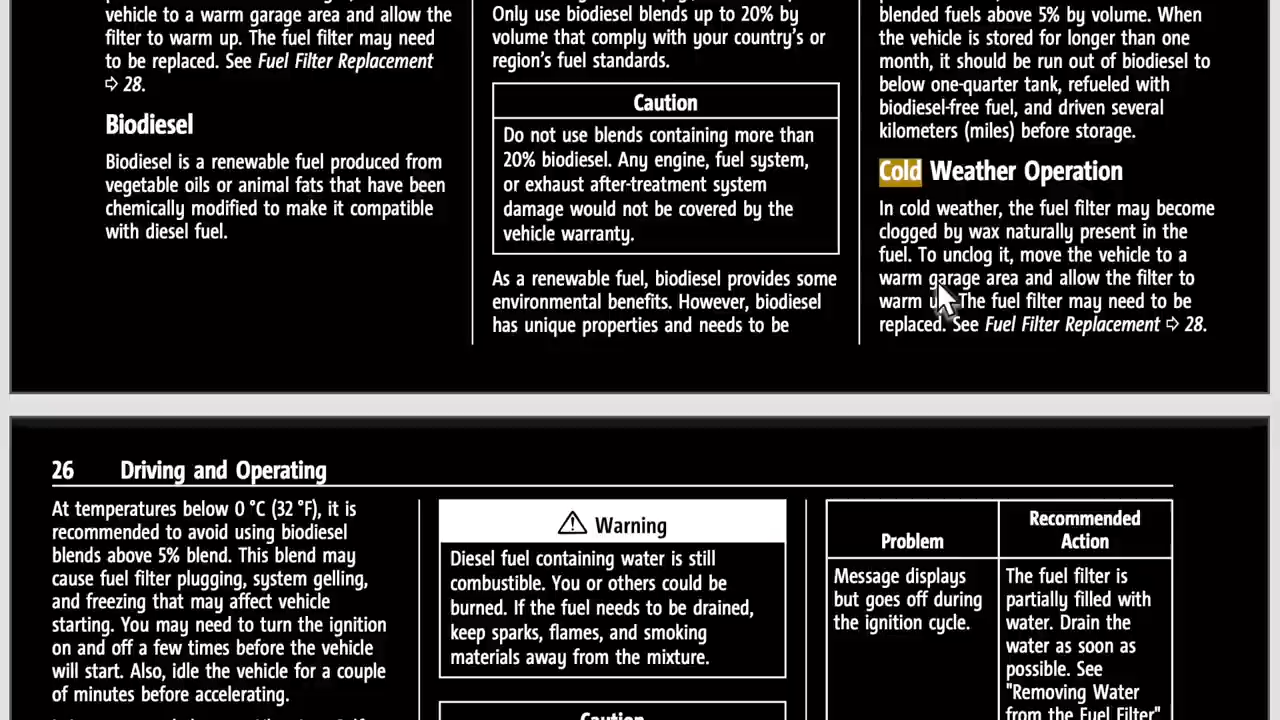 vehicle to a warm garage area and allow the
filter to warm up. The fuel filter may need
to be replaced. See Fuel Filter Replacement
⇨ 28.
Biodiesel
Biodiesel is a renewable fuel produced from
vegetable oils or animal fats that have been
chemically modified to make it compatible
with diesel fuel.
Only use biodiesel blends up to 20% by
volume that comply with your country's or
region's fuel standards.
Caution
Do not use blends containing more than
20% biodiesel. Any engine, fuel system,
or exhaust after-treatment system
damage would not be covered by the
vehicle warranty.
As a renewable fuel, biodiesel provides some
environmental benefits. However, biodiesel
has unique properties and needs to be
blended fuels above 5% by volume. When
the vehicle is stored for longer than one
month, it should be run out of biodiesel to
below one-quarter tank, refueled with
biodiesel-free fuel, and driven several
kilometers (miles) before storage.
Cold Weather Operation
In cold weather, the fuel filter may become
clogged by wax naturally present in the
fuel. To unclog it, move the vehicle to a
warm garage area and allow the filter to
warm up. The fuel filter may need to be
replaced. See Fuel Filter Replacement ⇨ 28.
26 Driving and Operating
At temperatures below 0 °C (32 °F), it is
recommended to avoid using biodiesel
blends above 5% blend. This blend may
cause fuel filter plugging, system gelling,
and freezing that may affect vehicle
starting. You may need to turn the ignition
on and off a few times before the vehicle
will start. Also, idle the vehicle for a couple
of minutes before accelerating.
⚠ Warning
Diesel fuel containing water is still
combustible. You or others could be
burned. If the fuel needs to be drained,
keep sparks, flames, and smoking
materials away from the mixture.
Caution
Problem
Recommended
Action
Message displays
but goes off during
the ignition cycle.
The fuel filter is
partially filled with
water. Drain the
water as soon as
possible. See
"Removing Water
from the Fuel Filter"